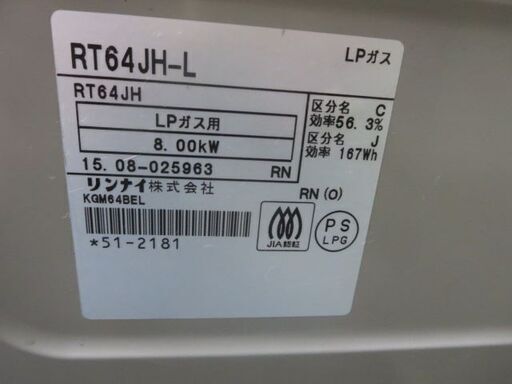 RT64JH-L LPガス
RT64JH
LPガス用
8.00kW
15.08-025963 RN
リンナイ株式会社
KGM64BEL
*51-2181
区分名 C
効率56.3%
区分名 J
効率 167Wh
RN(O)
JIA認証
PS
LPG